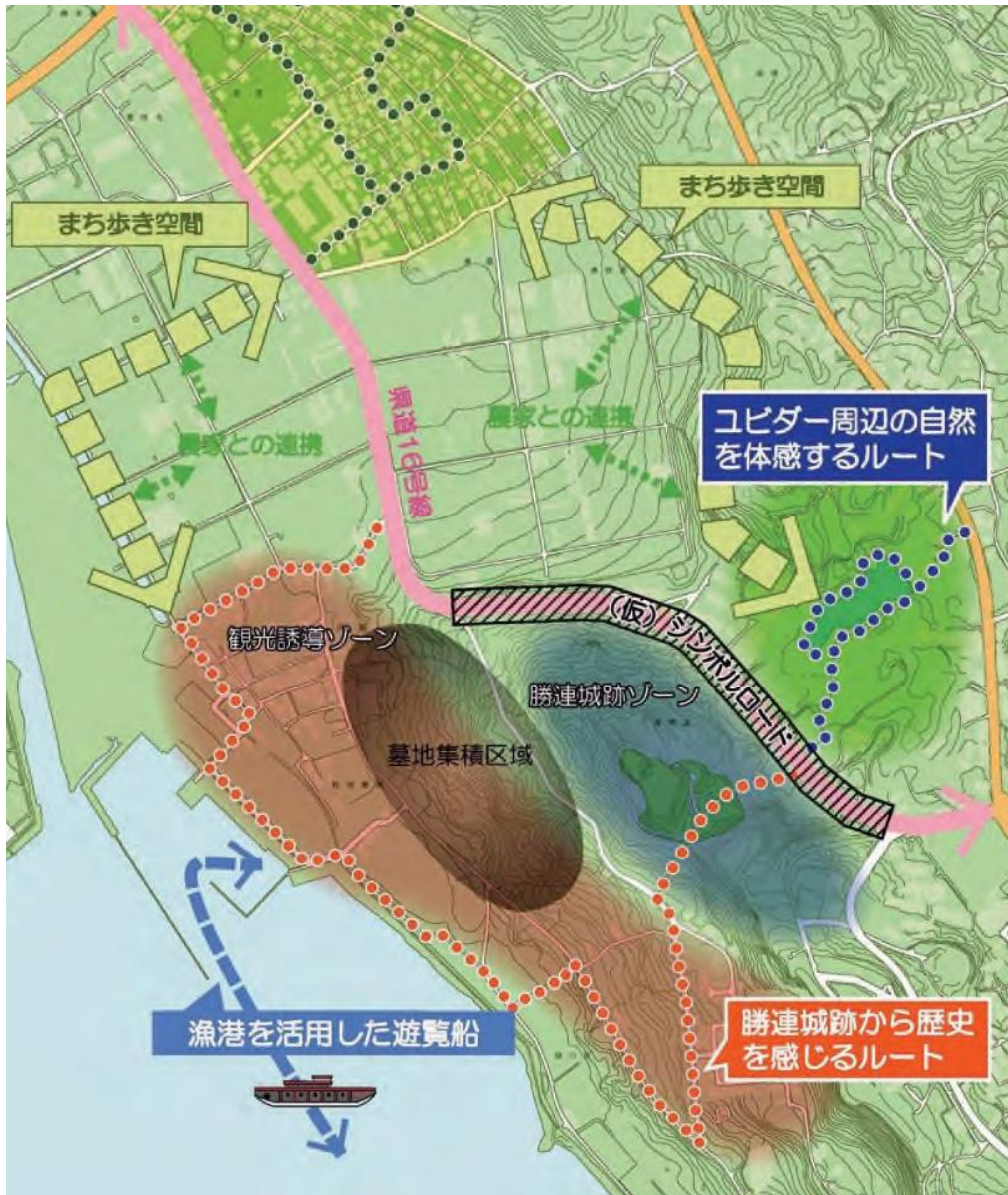 まち歩き空間
まち歩き空間
農家との連携
農家との連携
県道16号線
ユビダー周辺の自然
を体感するルート
(仮)シンボルロード
観光誘導ゾーン
勝連城跡ゾーン
墓地集積区域
漁港を活用した遊覧船
勝連城跡から歴史
を感じるルート